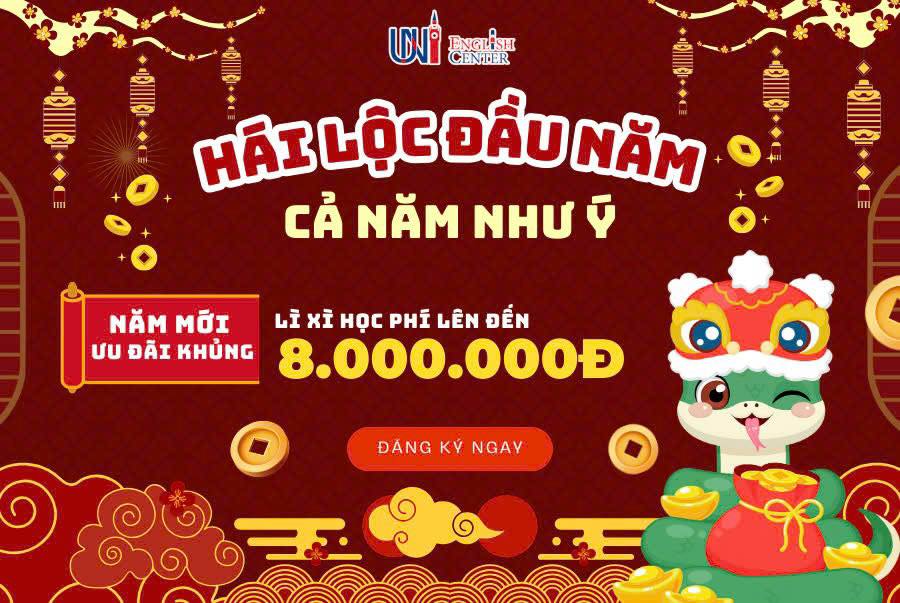 UNI ENGLISH
CENTER
HÁI LỘC ĐẦU NĂM
CẢ NĂM NHƯ Ý
NĂM MỚI
ƯU ĐÃI KHỦNG
LÌ XÌ HỌC PHÍ LÊN ĐẾN
8.000.000Đ
ĐĂNG KÝ NGAY